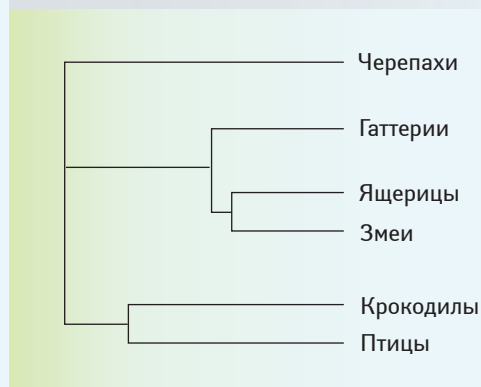 Черепахи
Гаттерии
Ящерицы
Змеи
Крокодилы
Птицы